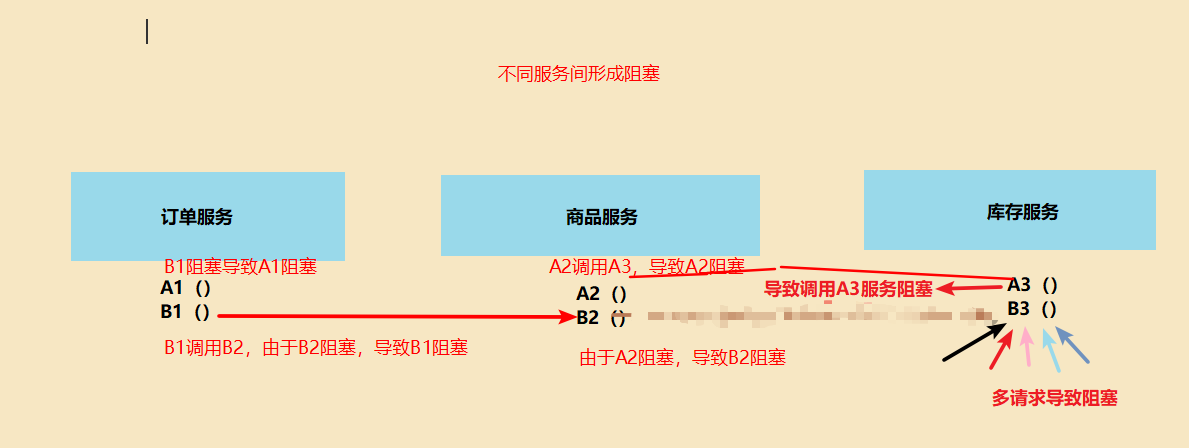 不同服务间形成阻塞
订单服务
商品服务
库存服务
B1阻塞导致A1阻塞
A1（）
B1（）
B1调用B2，由于B2阻塞，导致B1阻塞
A2调用A3，导致A2阻塞
A2（）
B2（）
由于A2阻塞，导致B2阻塞
导致调用A3服务阻塞
A3（）
B3（）
多请求导致阻塞